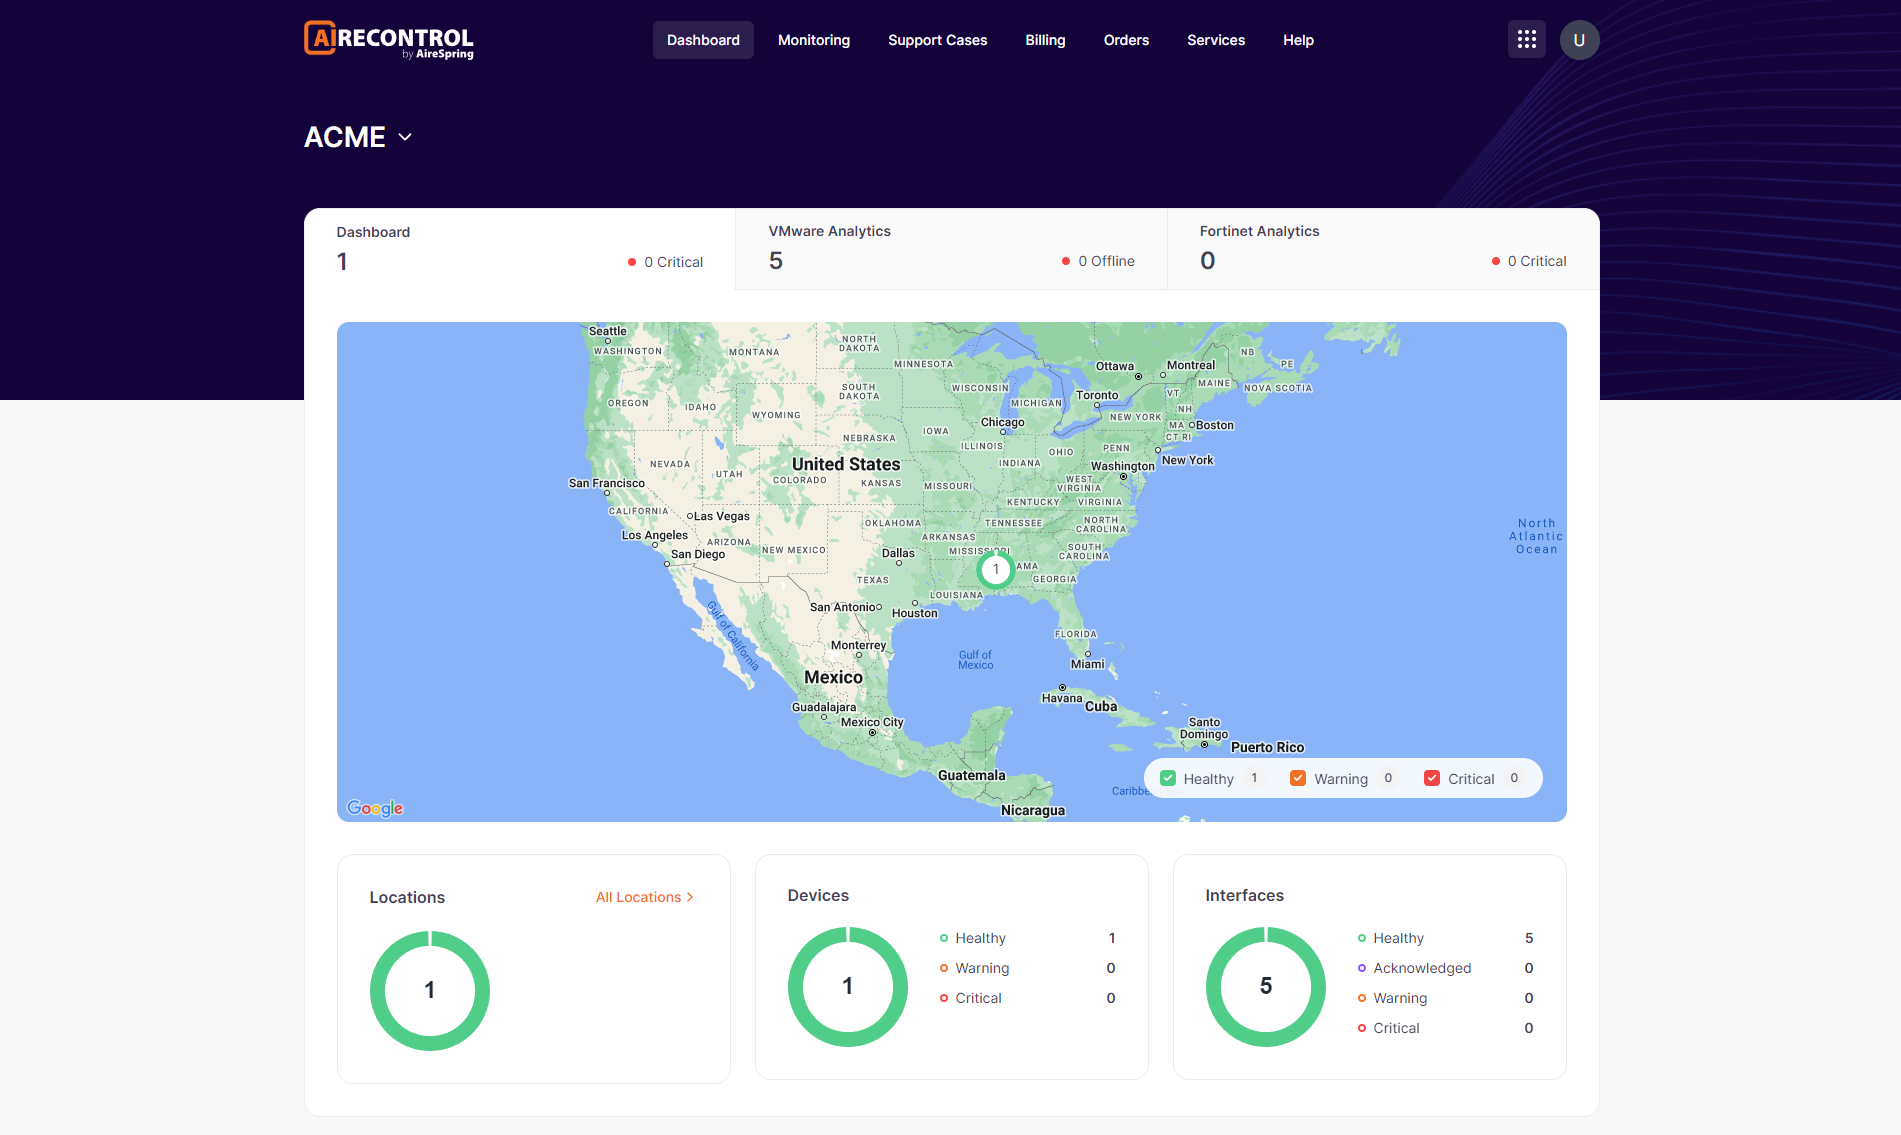 AIRECONTROL
by AireSpring
Dashboard
Monitoring
Support Cases
Billing
Orders
Services
Help
U
ACME
Dashboard
1
0 Critical
VMware Analytics
5
0 Offline
Fortinet Analytics
0
0 Critical
Seattle
WASHINGTON
MONTANA
NORTH
DAKOTA
MINNESOTA
Ottawa
Montreal
NB
PE
MAINE
NOVA SCOTIA
OREGON
IDAHO
WYOMING
SOUTH
DAKOTA
WISCONSIN
MICHIGAN
Toronto
VT
NH
NEW YORK
MA
Boston
CT RI
NEBRASKA
IOWA
Chicago
ILLINOIS
INDIANA
OHIO
PENN
New York
Washington
NEVADA
UTAH
United States
COLORADO
KANSAS
MISSOURI
WEST
VIRGINIA
KENTUCKY
VIRGINIA
San Francisco
CALIFORNIA
Las Vegas
OKLAHOMA
TENNESSEE
NORTH
CAROLINA
ARKANSAS
Los Angeles
ARIZONA
NEW MEXICO
San Diego
Dallas
MISSISSIPPI
SOUTH
CAROLINA
1
AMA
GEORGIA
TEXAS
LOUISIANA
San Antonio
Houston
North
Atlantic
Ocean
Gulf of California
FLORIDA
Monterrey
Gulf of
Mexico
Miami
Mexico
Havana
Cuba
Guadalajara
Mexico City
Santo
Domingo
Puerto Rico
Guatemala
Nicaragua
Caribbe
Healthy 1
Warning 0
Critical 0
Google
Locations
All Locations >
1
Devices
1
Healthy 1
Warning 0
Critical 0
Interfaces
5
Healthy 5
Acknowledged 0
Warning 0
Critical 0